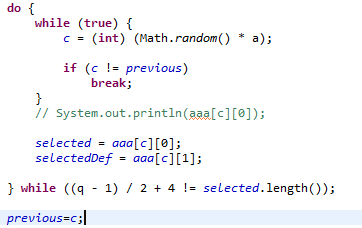 do {
while (true) {
c = (int) (Math.random() * a);
if (c != previous)
break;
}
// System.out.println(aaa[c][0]);
selected = aaa[c][0];
selectedDef = aaa[c][1];
} while ((q - 1) / 2 + 4 != selected.length());
previous=c;